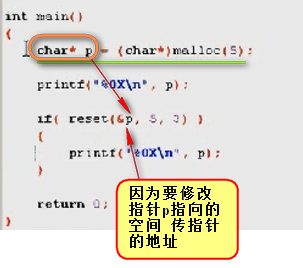 int main()
{
char* p = (char*)malloc(5);
printf("%0X\n", p);
if( reset(&p, 5, 3) )
{
printf("%0X\n", p);
}
return 0;
}
因为要修改
指针p指向的
空间 传指针
的地址